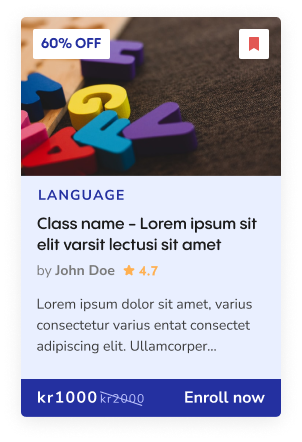 60% OFF
LANGUAGE
Class name – Lorem ipsum sit
elit varsit lectusi sit amet
by John Doe 4.7
Lorem ipsum dolor sit amet, varius
consectetur varius entat consectet
adipiscing elit. Ullamcorper...
kr1000 kr2000 Enroll now